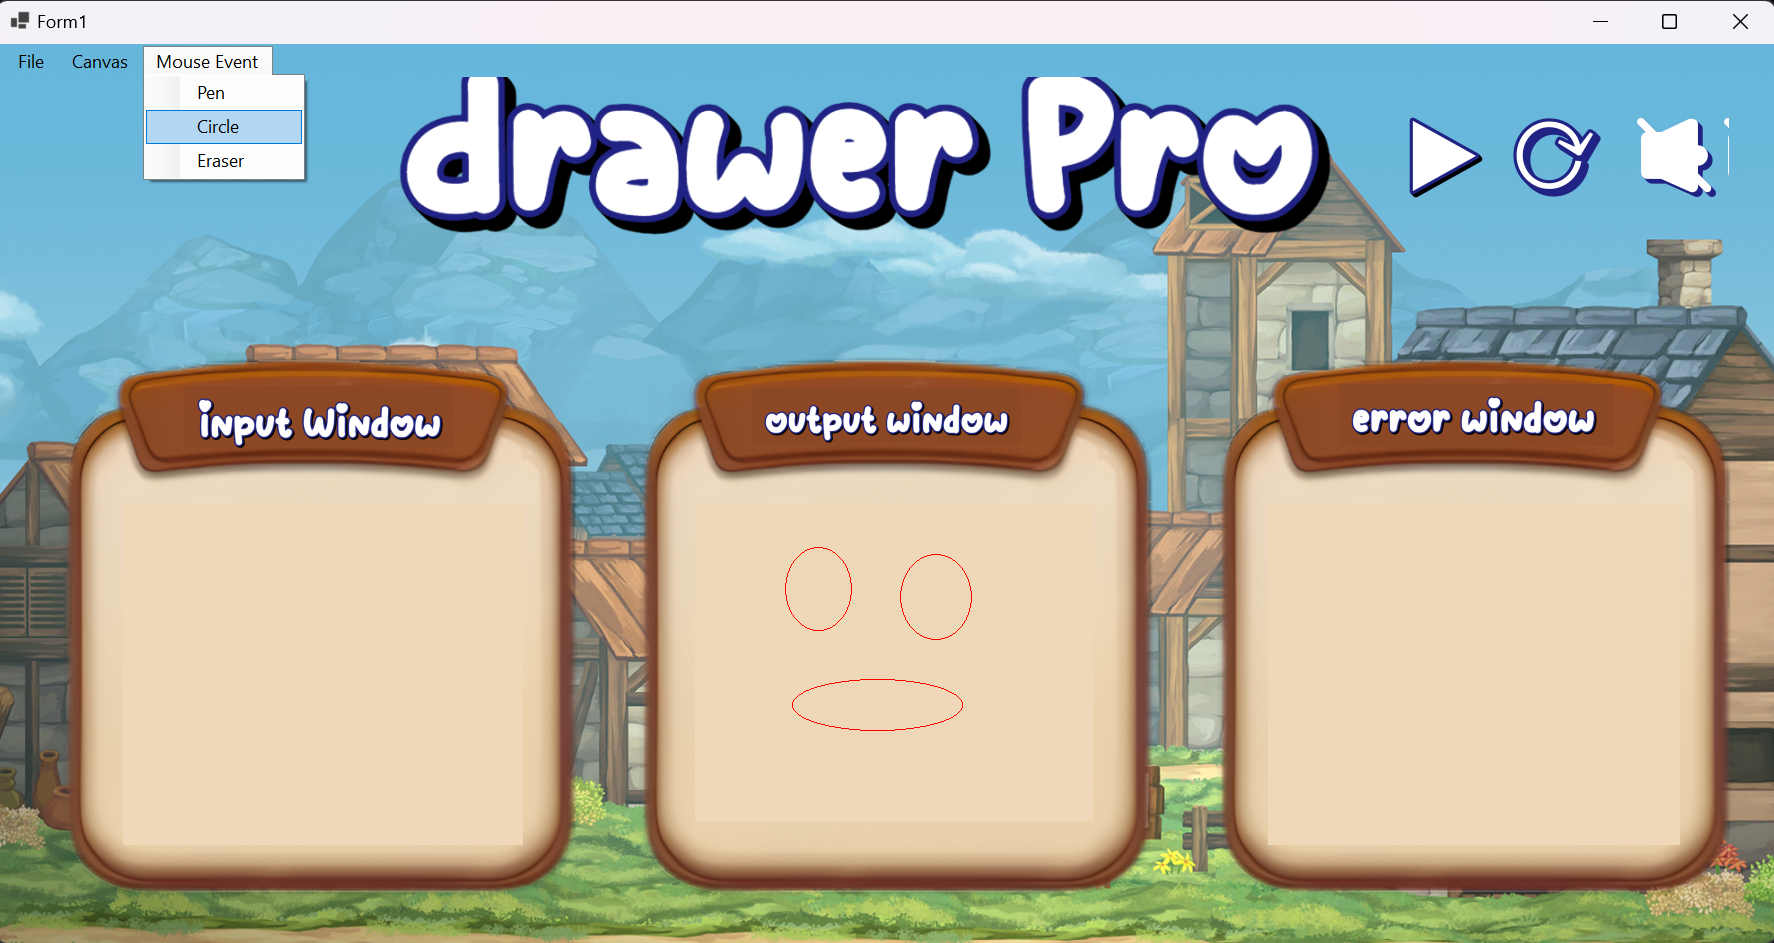 Form1
File Canvas Mouse Event
Pen
Circle
Eraser
drawer Pro
input Window
output window
error window